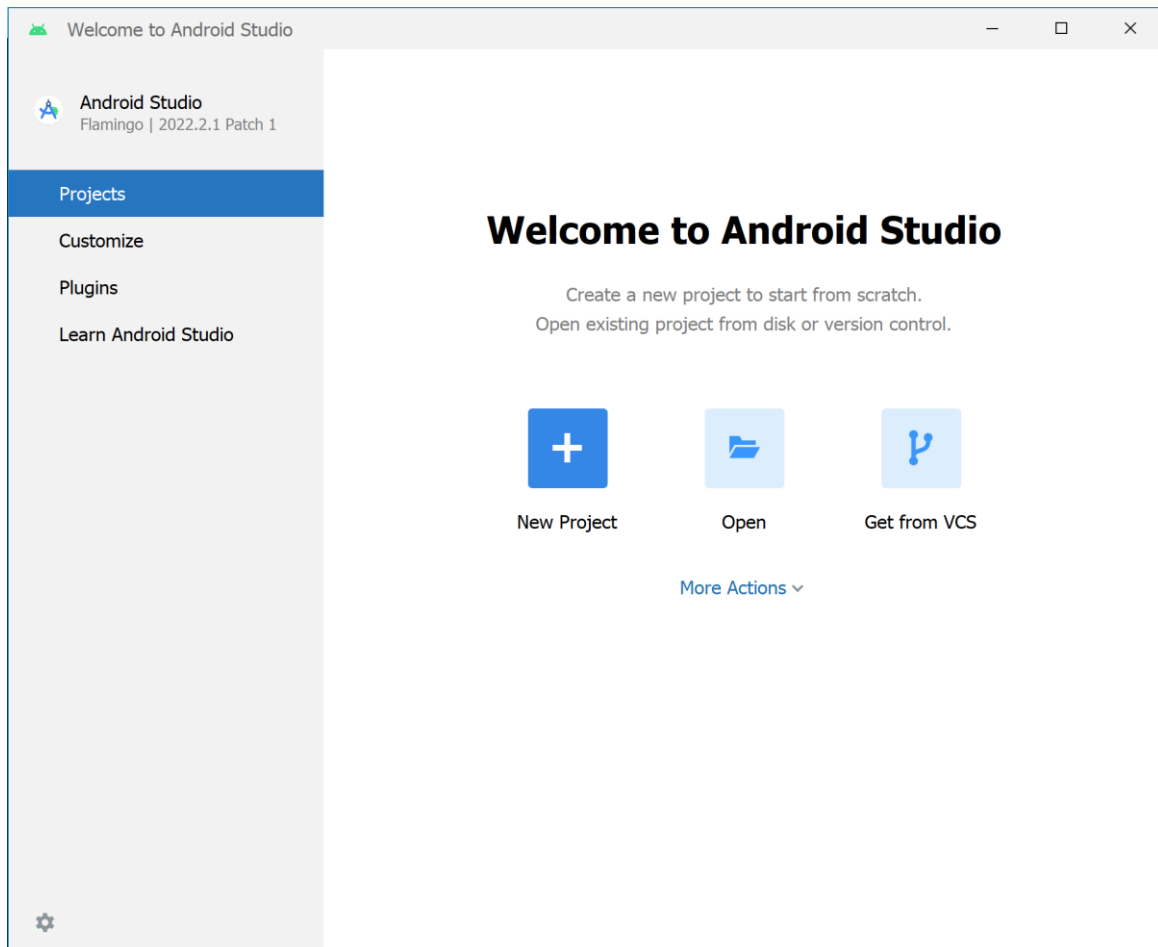 Welcome to Android Studio
Android Studio
Flamingo | 2022.2.1 Patch 1
Projects
Customize
Plugins
Learn Android Studio
Welcome to Android Studio
Create a new project to start from scratch.
Open existing project from disk or version control.
New Project
Open
Get from VCS
More Actions